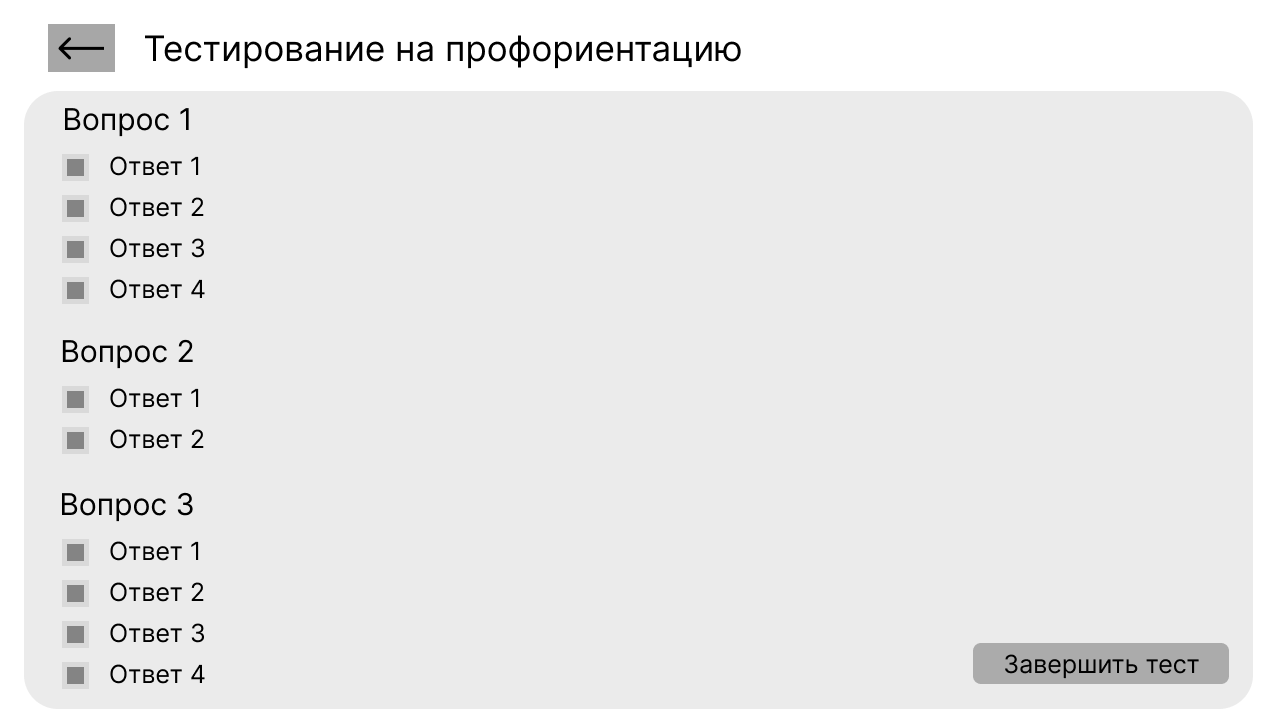 Тестирование на профориентацию
Вопрос 1
Ответ 1
Ответ 2
Ответ 3
Ответ 4
Вопрос 2
Ответ 1
Ответ 2
Вопрос 3
Ответ 1
Ответ 2
Ответ 3
Ответ 4
Завершить тест